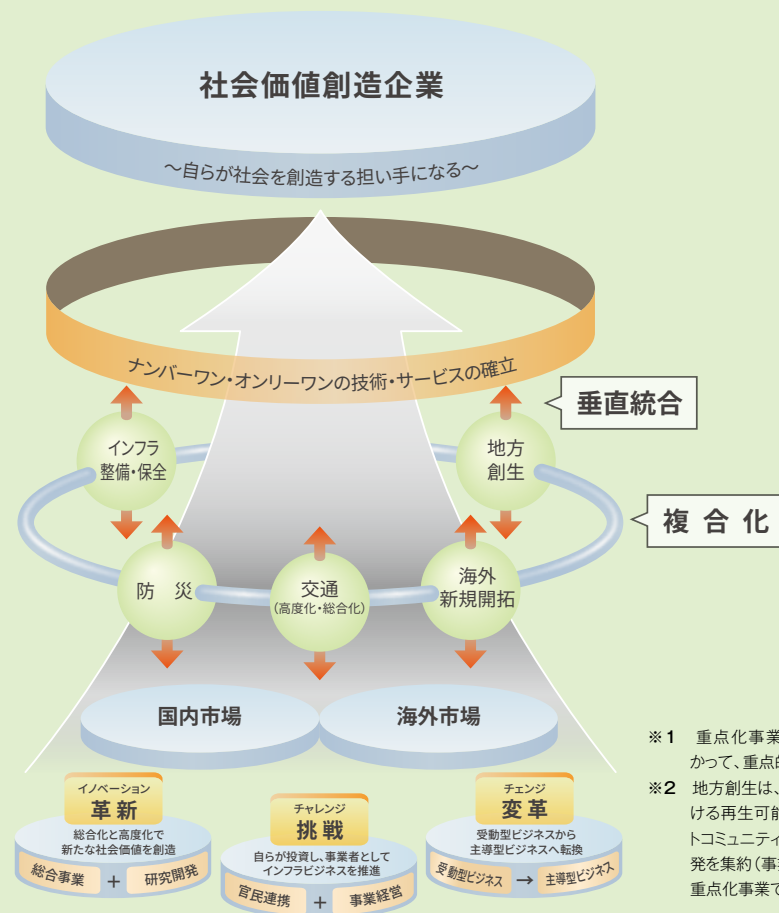 社会価値創造企業
～自らが社会を創造する担い手になる～
ナンバーワン・オンリーワンの技術・サービスの確立
垂直統合
インフラ
整備・保全
地方
創生
複合化
防 災
交通
(高度化・総合化)
海外
新規開拓
国内市場
海外市場
イノベーション
革新
総合化と高度化で
新たな社会価値を創造
総合事業 + 研究開発
チャレンジ
挑戦
自らが投資し、事業者として
インフラビジネスを推進
官民連携 + 事業経営
チェンジ
変革
受動型ビジネスから
主導型ビジネスへ転換
受動型ビジネス → 主導型ビジネス
※1 重点化事業
かって、重点的
※2 地方創生は、
ける再生可能
トコミュニティ
発を集約(事業
重点化事業で